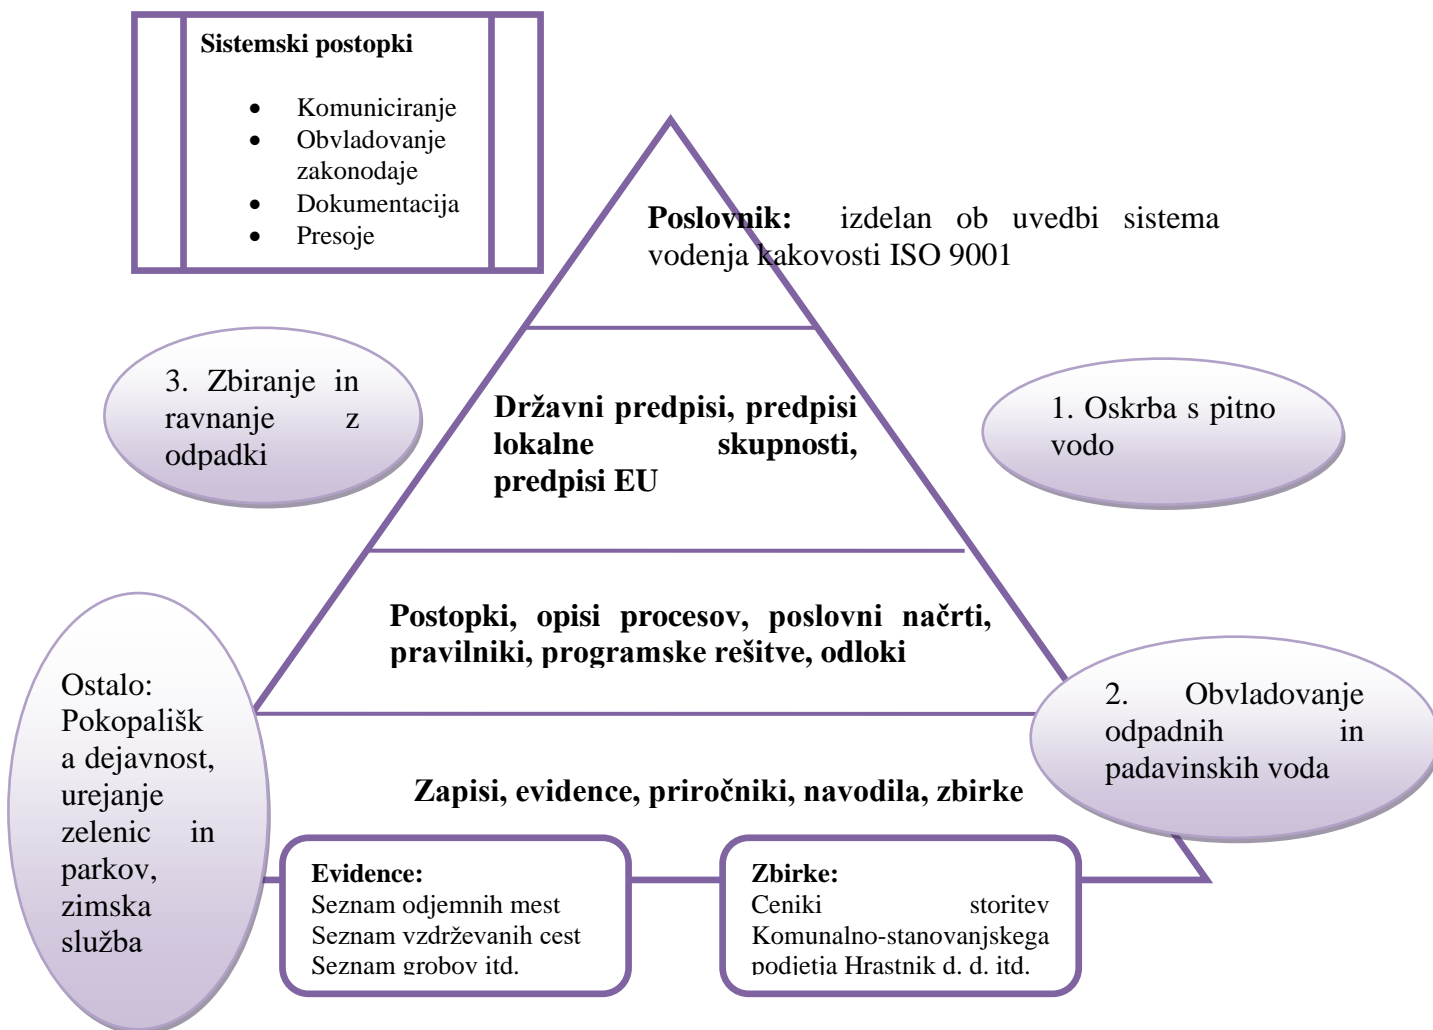 Sistemski postopki
• Komuniciranje
• Obvladovanje
zakonodaje
• Dokumentacija
• Presoje
Poslovnik: izdelan ob uvedbi sistema
vodenja kakovosti ISO 9001
3. Zbiranje in
ravnanje z
odpadki
Državni predpisi, predpisi
lokalne skupnosti,
predpisi EU
1. Oskrba s pitno
vodo
Postopki, opisi procesov, poslovni načrti,
pravilniki, programske rešitve, odloki
Ostalo:
Pokopališk
a dejavnost,
urejanje
zelenic in
parkov,
zimska
služba
2. Obvladovanje
odpadnih in
padavinskih voda
Zapisi, evidence, priročniki, navodila, zbirke
Evidence:
Seznam odjemnih mest
Seznam vzdrževanih cest
Seznam grobov itd.
Zbirke:
Ceniki storitev
Komunalno-stanovanjskega
podjetja Hrastnik d. d. itd.